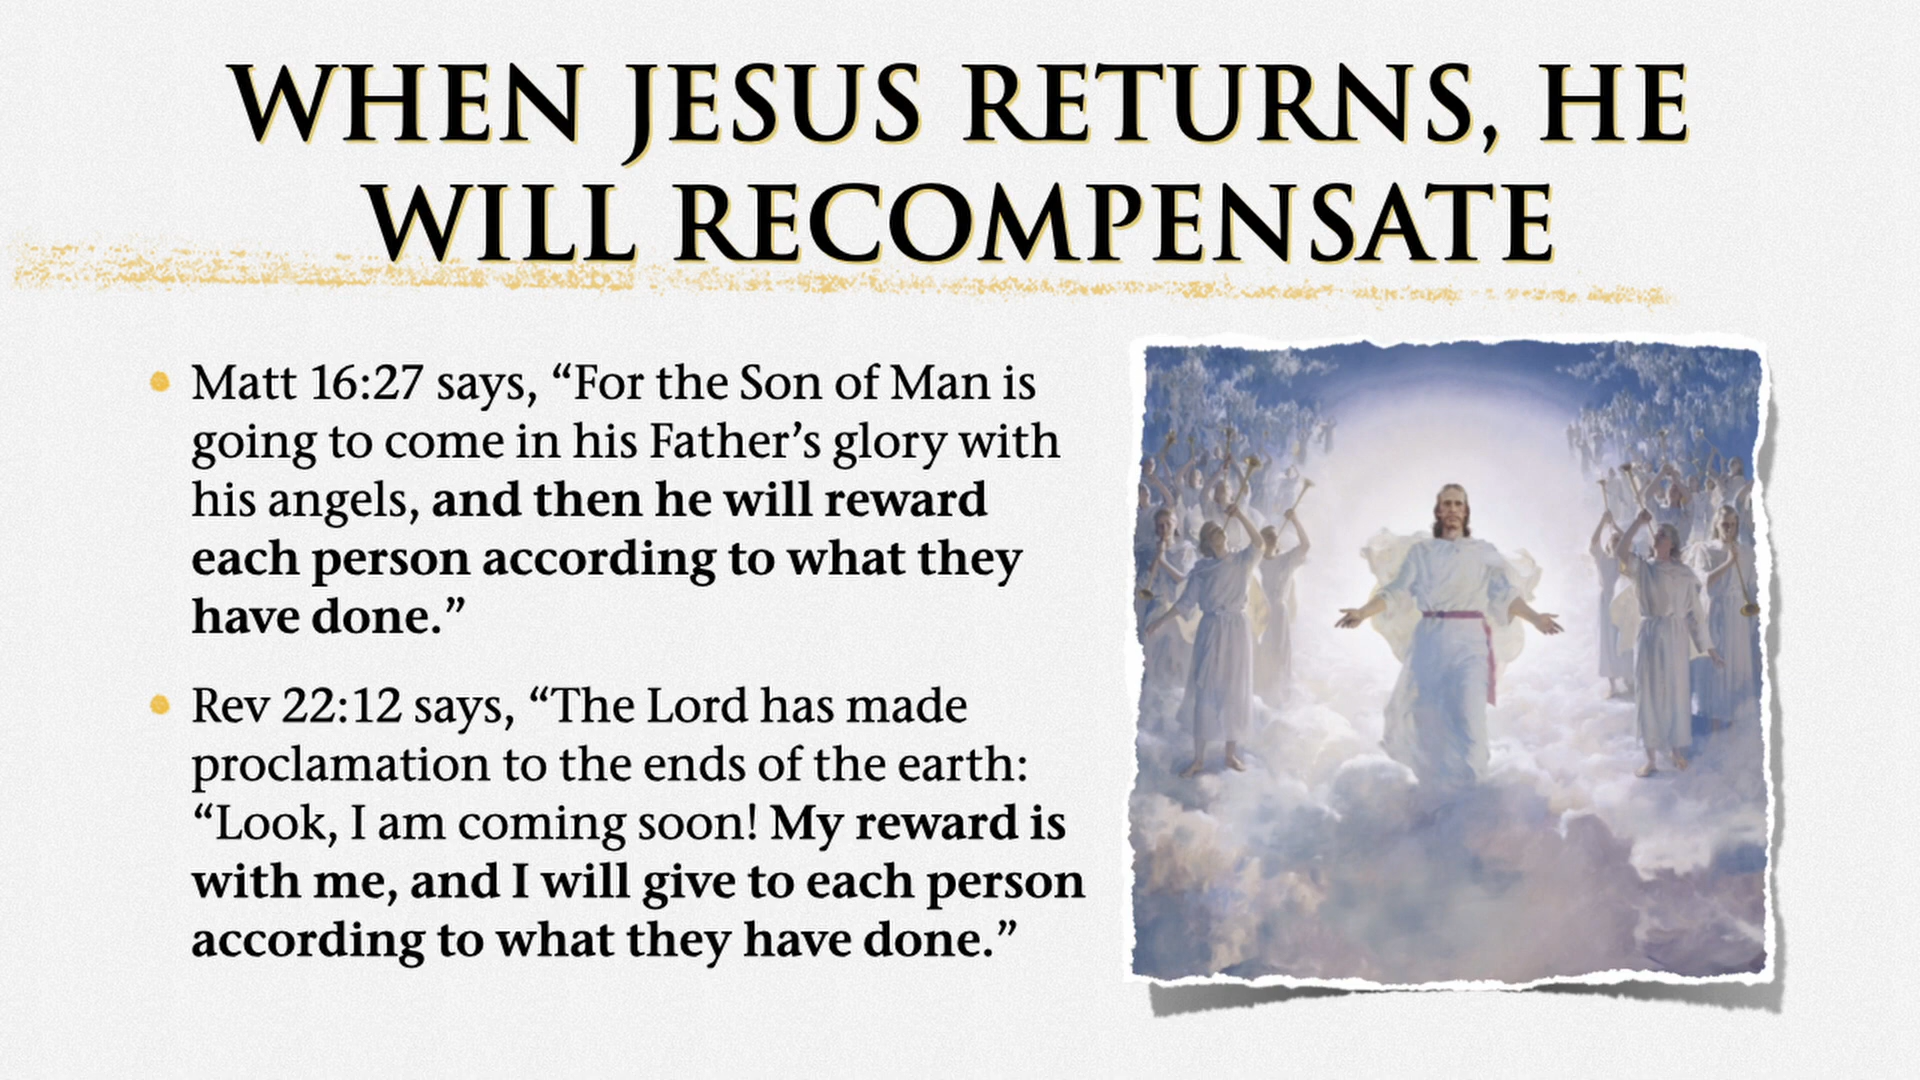 WHEN JESUS RETURNS, HE
WILL RECOMPENSATE
Matt 16:27 says, “For the Son of Man is
going to come in his Father’s glory with
his angels, and then he will reward
each person according to what they
have done.”
Rev 22:12 says, “The Lord has made
proclamation to the ends of the earth:
“Look, I am coming soon! My reward is
with me, and I will give to each person
according to what they have done.”